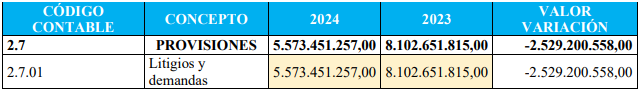 CÓDIGO CONTABLE CONCEPTO 2024 2023 VALOR VARIACIÓN
2.7 PROVISIONES 5.573.451.257,00 8.102.651.815,00 -2.529.200.558,00
2.7.01 Litigios y demandas 5.573.451.257,00 8.102.651.815,00 -2.529.200.558,00